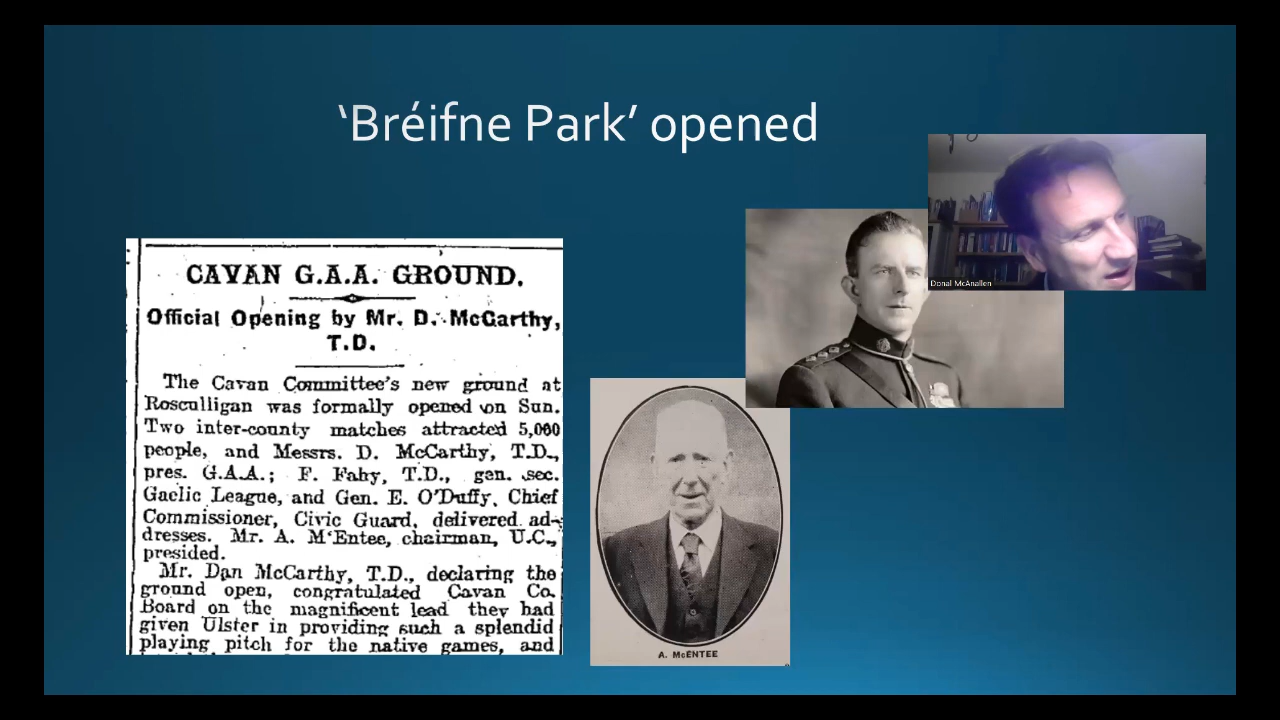 ‘Bréifne Park’ opened
CAVAN G.A.A. GROUND.
Official Opening by Mr. D. McCarthy,
T.D.
The Cavan Committee's new ground at
Rosculligan was formally opened on Sun.
Two inter-county matches attracted 5,000
people, and Messrs. D. McCarthy, T.D.,
pres. G.A.A.; F. Fahy, T.D., gen. sec.
Gaelic League, and Gen. E. O'Duffy, Chief
Commissioner, Civic Guard, delivered ad-
dresses. Mr. A. M'Entee, chairman, U.C.,
presided.
Mr. Dan McCarthy, T.D., declaring the
ground open, congratulated Cavan Co.
Board on the magnificent lead they had
given Ulster in providing such a splendid
playing pitch for the native games, and
A. McENTEE
Donal McAnallen